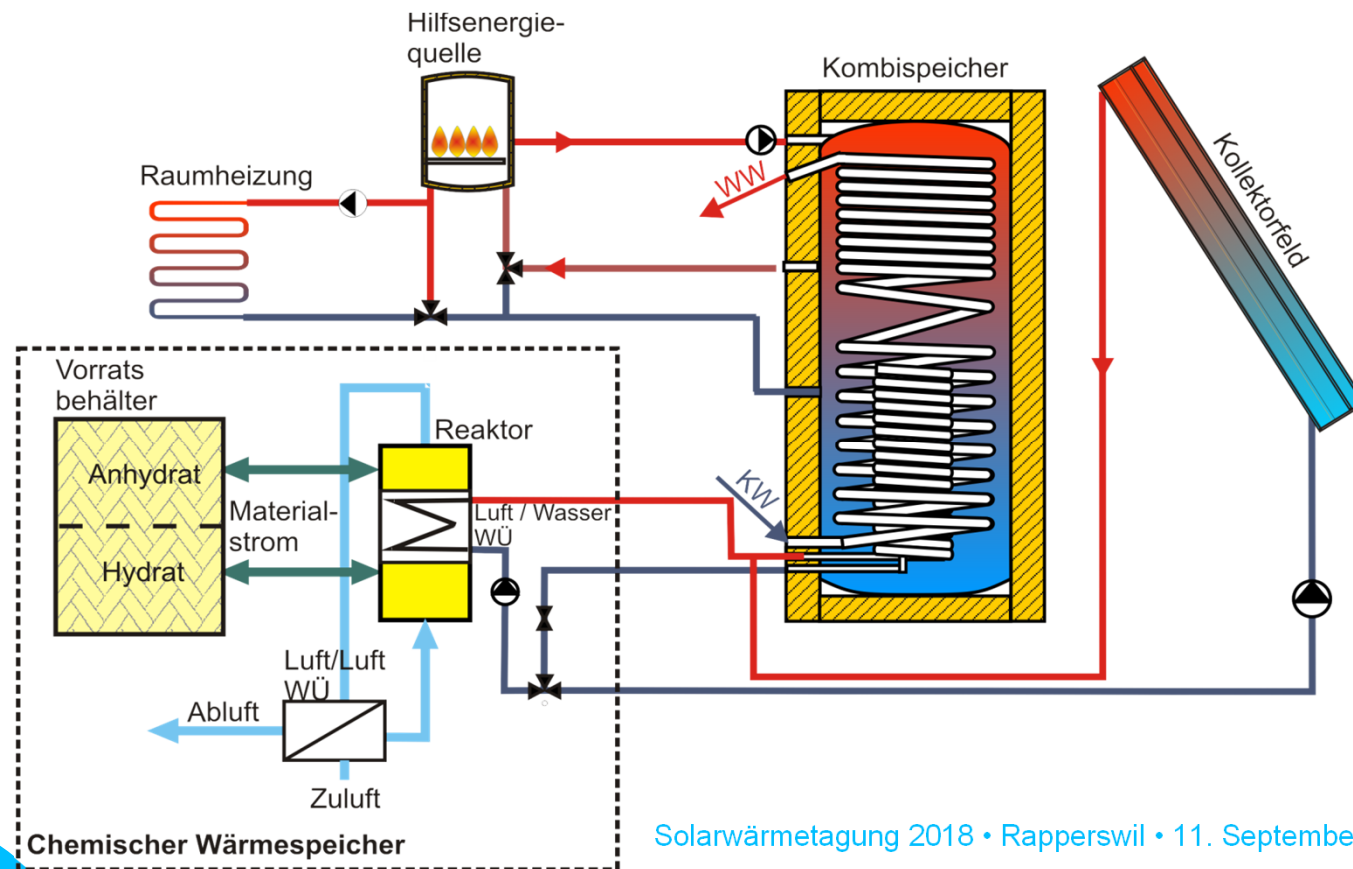 Hilfsenergie-
quelle
Kombispeicher
Raumheizung
WW
Kollektorfeld
Vorrats
behälter
Reaktor
Anhydrat
Material-
strom
Luft / Wasser
WÜ
KW
Hydrat
Luft/Luft
WÜ
Abluft
Zuluft
Chemischer Wärmespeicher
Solarwärmetagung 2018 • Rapperswil • 11. Septembe